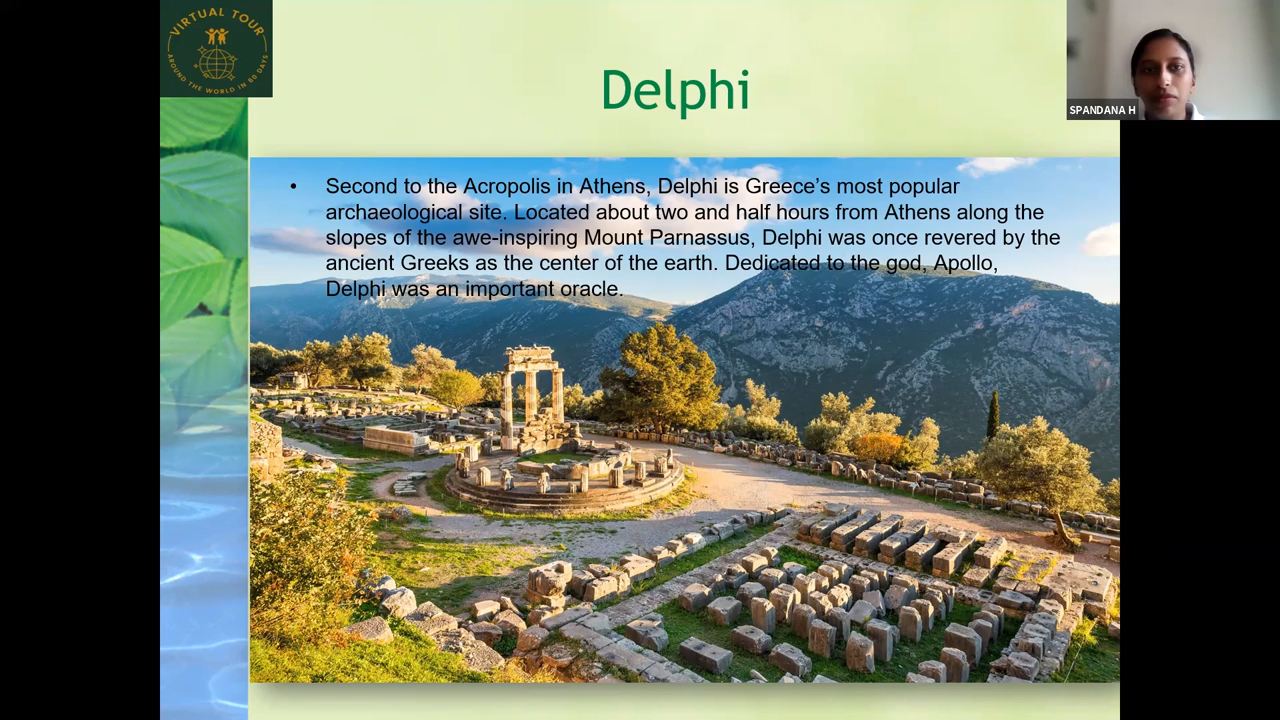 VIRTUAL TOUR
AROUND THE WORLD IN 60 DAYS
Delphi
SPANDANA H
• Second to the Acropolis in Athens, Delphi is Greece’s most popular
archaeological site. Located about two and half hours from Athens along the
slopes of the awe-inspiring Mount Parnassus, Delphi was once revered by the
ancient Greeks as the center of the earth. Dedicated to the god, Apollo,
Delphi was an important oracle.